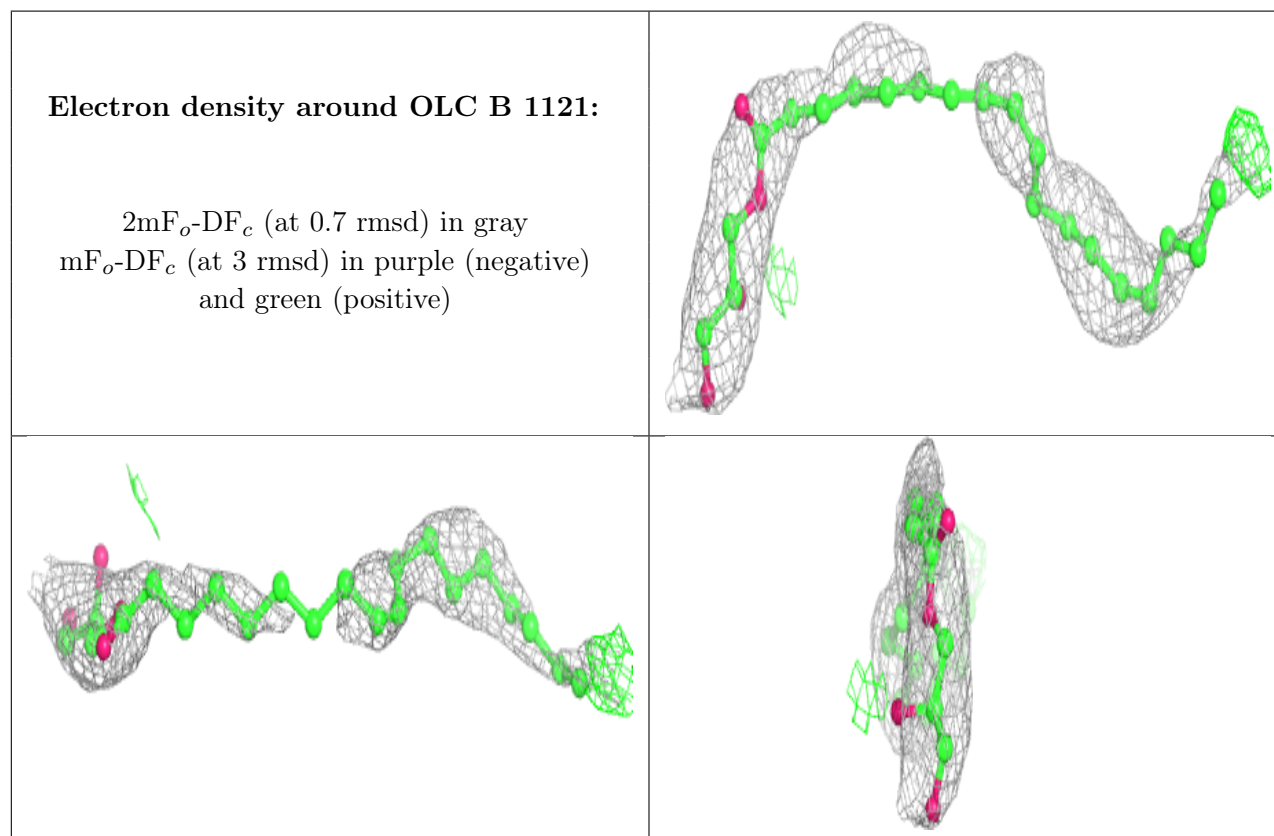 Electron density around OLC B 1121:
2mFo-DFc (at 0.7 rmsd) in gray
mFo-DFc (at 3 rmsd) in purple (negative)
and green (positive)